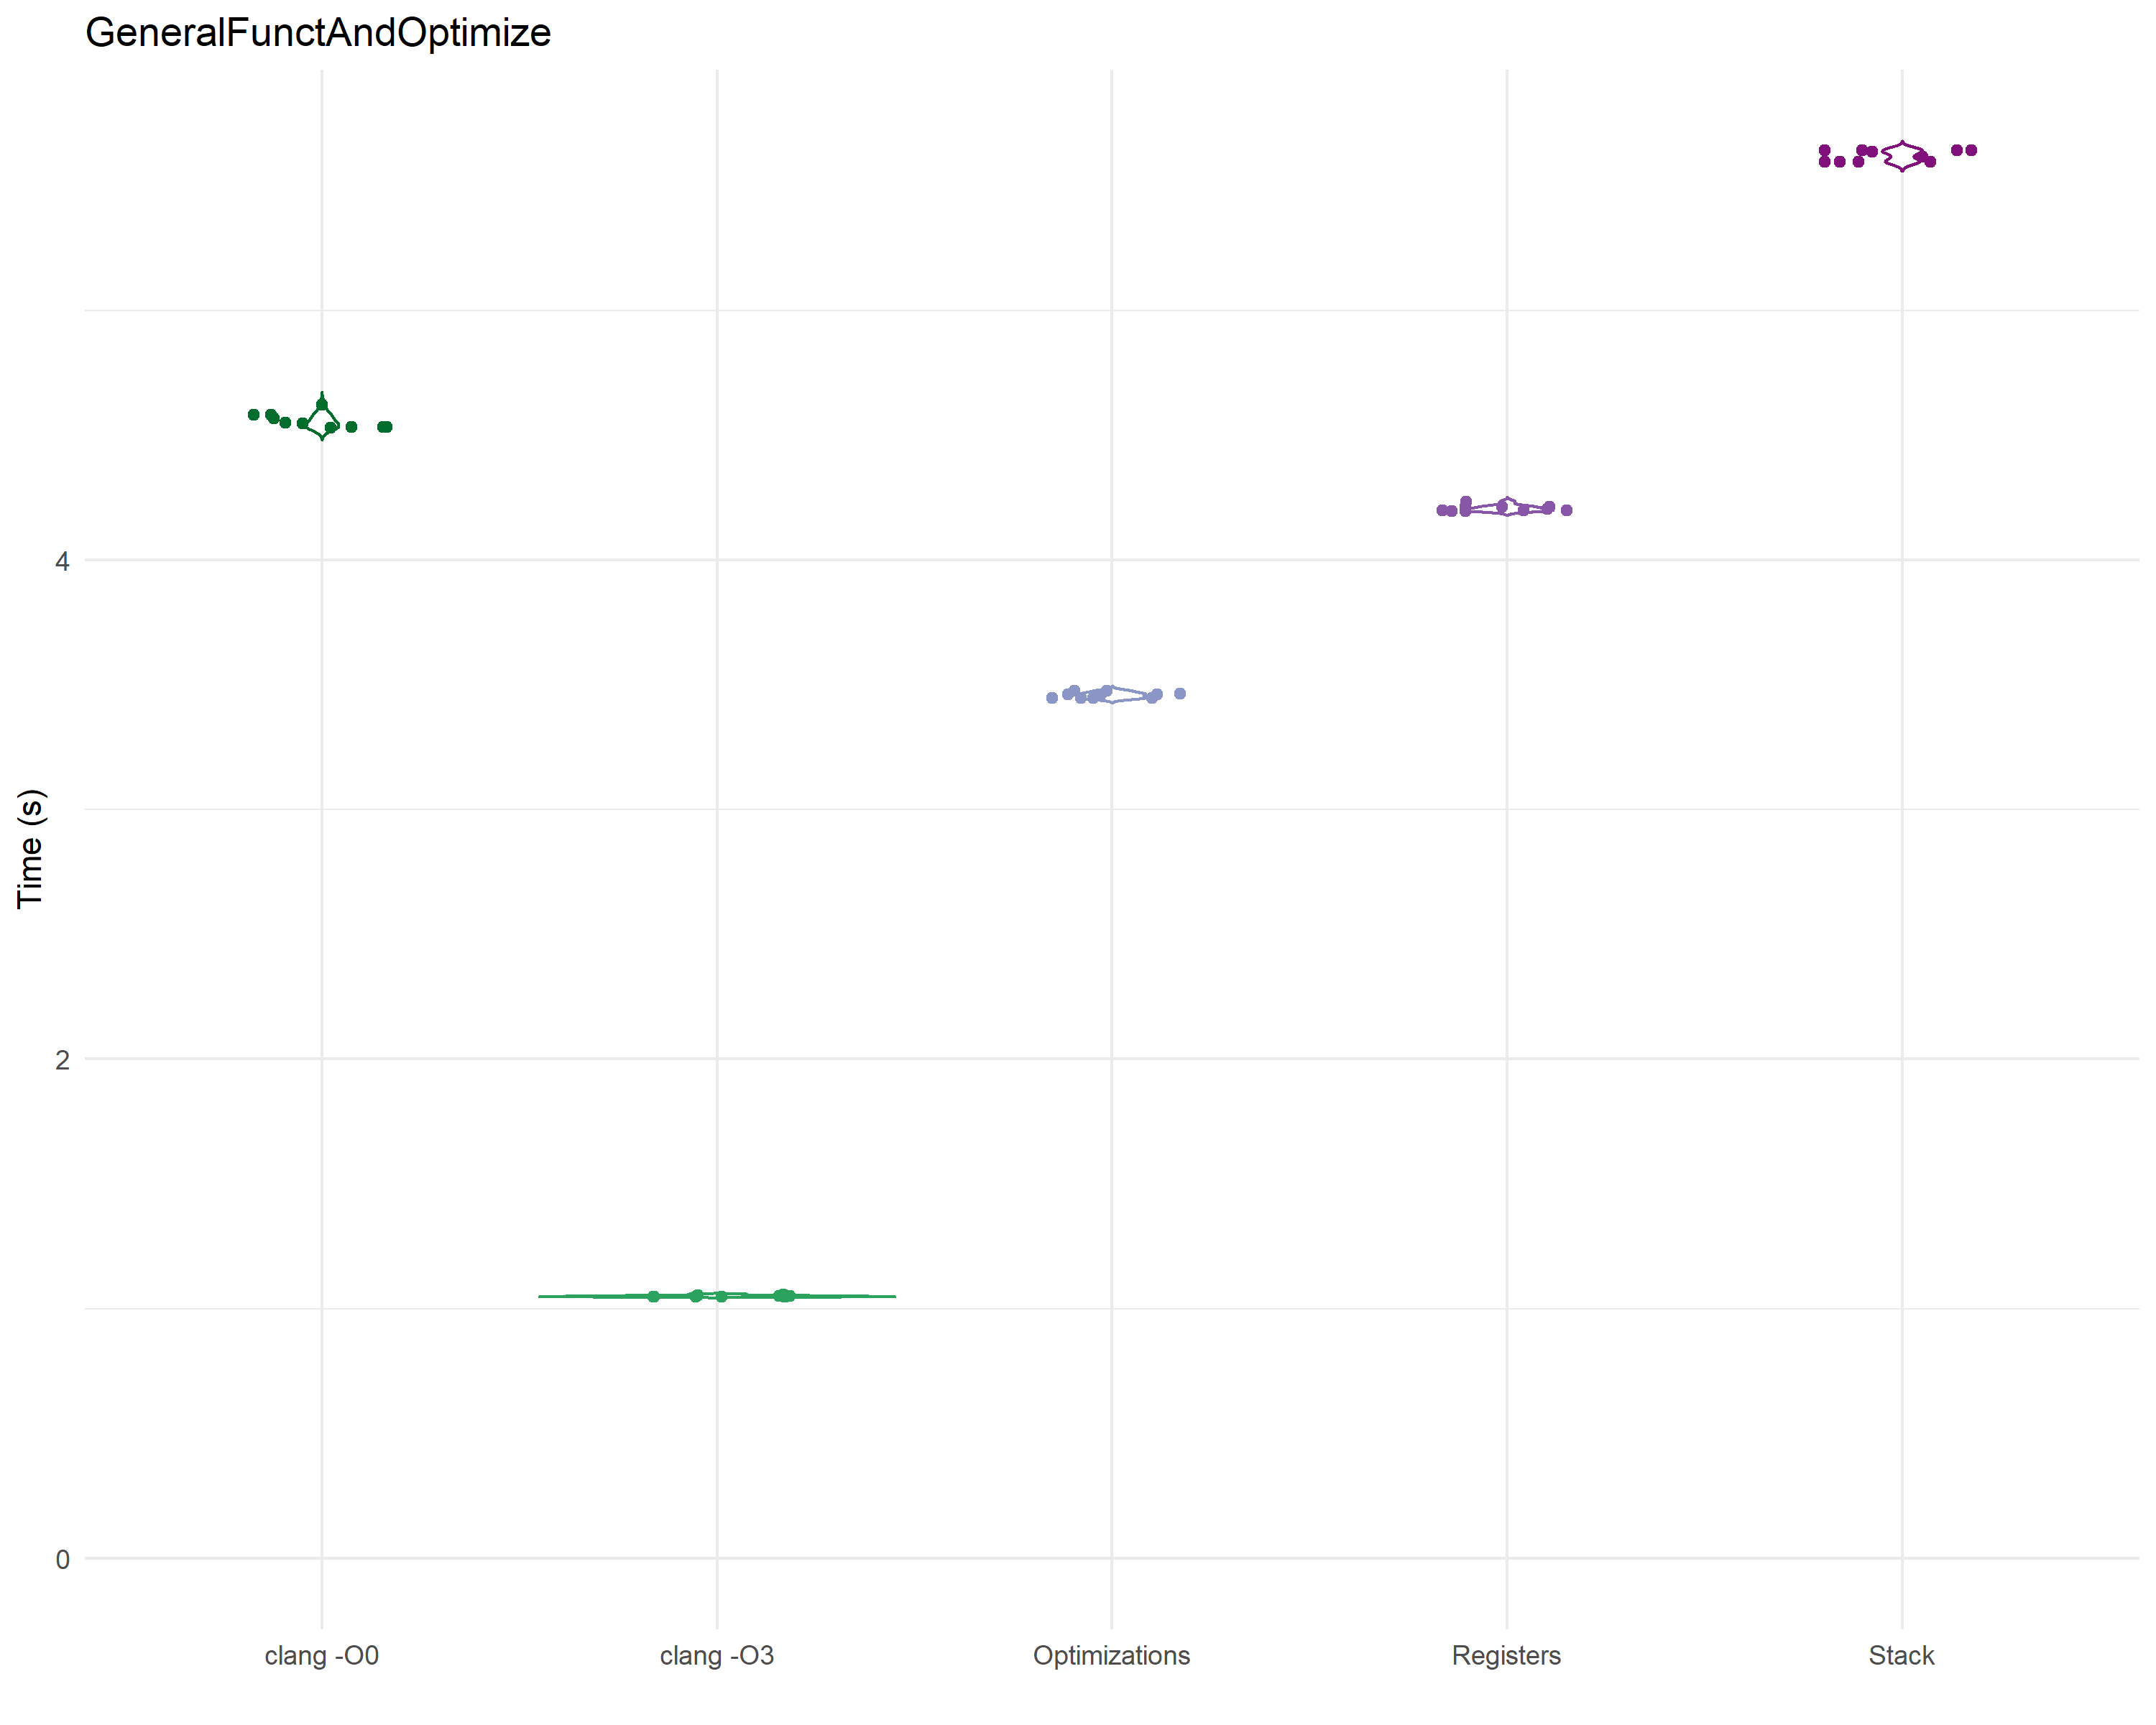 GeneralFunctAndOptimize
Time (s)
4
2
0
clang -O0
clang -O3
Optimizations
Registers
Stack